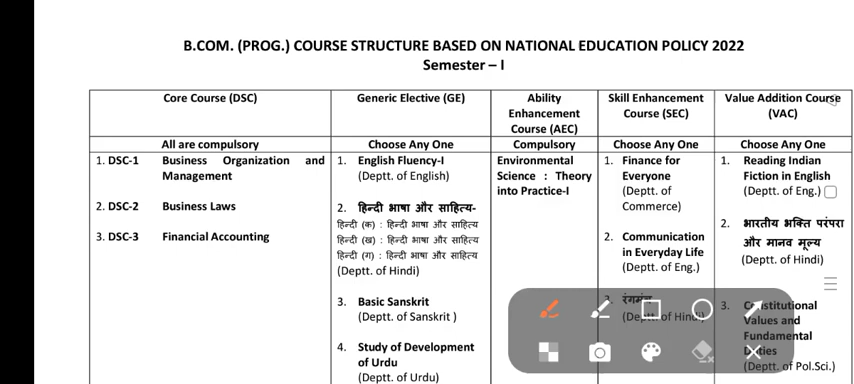 B.COM. (PROG.) COURSE STRUCTURE BASED ON NATIONAL EDUCATION POLICY 2022
Semester – I
Core Course (DSC)
Generic Elective (GE)
Ability
Enhancement
Course (AEC)
Skill Enhancement
Course (SEC)
Value Addition Course
(VAC)
All are compulsory
Choose Any One
Compulsory
Choose Any One
Choose Any One
1. DSC-1 Business Organization and
Management
2. DSC-2 Business Laws
3. DSC-3 Financial Accounting
1. English Fluency-I
(Deptt. of English)
2. हिन्दी भाषा और साहित्य-
हिन्दी (क) : हिन्दी भाषा और साहित्य
हिन्दी (ख) : हिन्दी भाषा और साहित्य
हिन्दी (ग) : हिन्दी भाषा और साहित्य
(Deptt. of Hindi)
3. Basic Sanskrit
(Deptt. of Sanskrit )
4. Study of Development
of Urdu
(Deptt. of Urdu)
Environmental
Science : Theory
into Practice-I
1. Finance for
Everyone
(Deptt. of
Commerce)
2. Communication
in Everyday Life
(Deptt. of Eng.)
3. रंगमंच
(Deptt. of Hindi)
1. Reading Indian
Fiction in English
(Deptt. of Eng.)
2. भारतीय भक्ति परंपरा
और मानव मूल्य
(Deptt. of Hindi)
3. Constitutional
Values and
Fundamental
Duties
(Deptt. of Pol.Sci.)